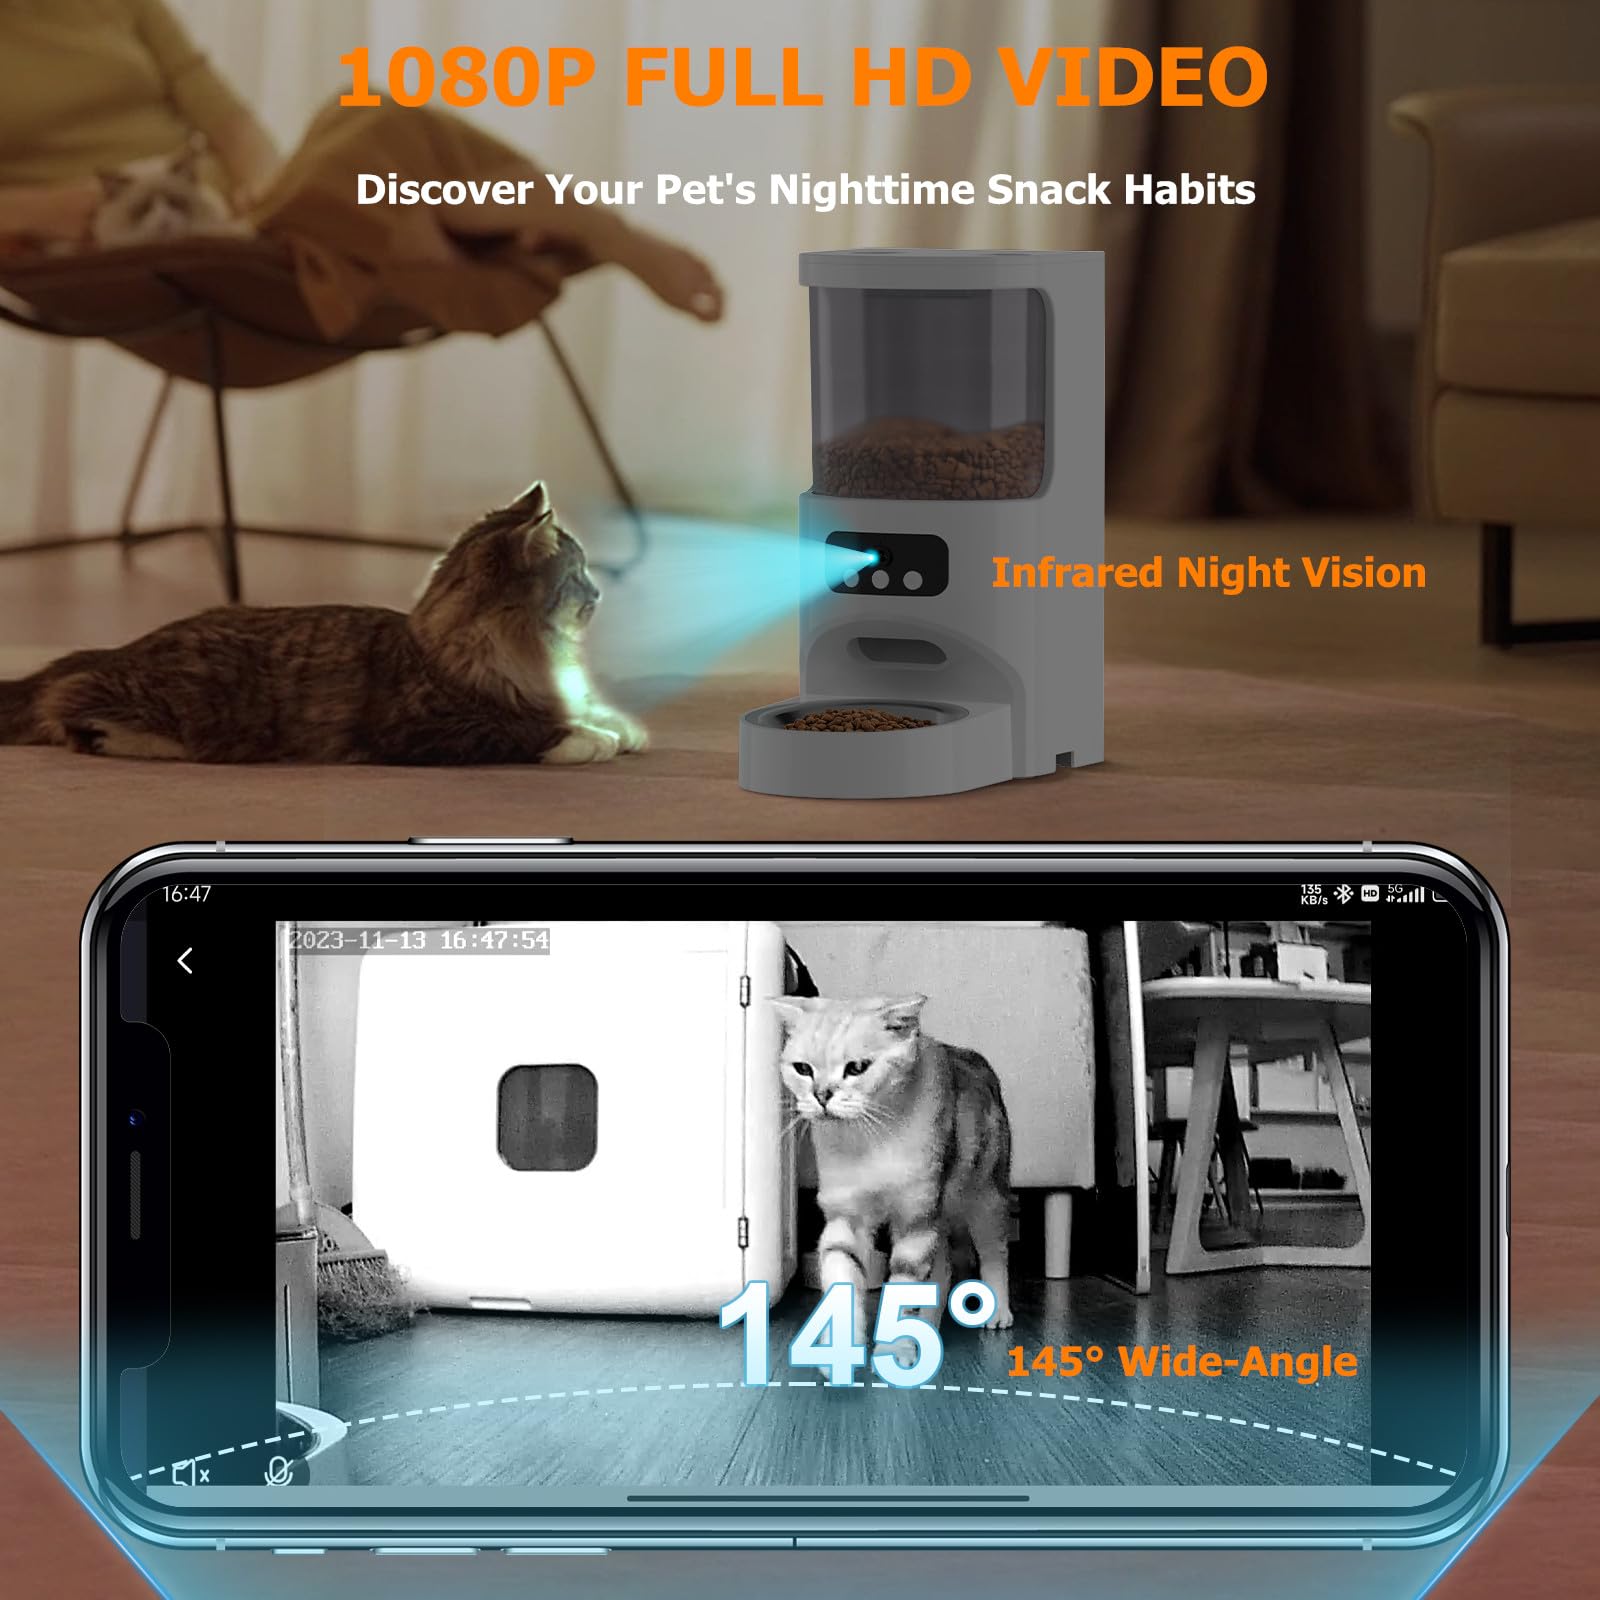 1080P FULL HD VIDEO
Discover Your Pet's Nighttime Snack Habits
Infrared Night Vision
16:47
135 KB/s HD 5G
2023-11-13 16:47:54
145°
145° Wide-Angle